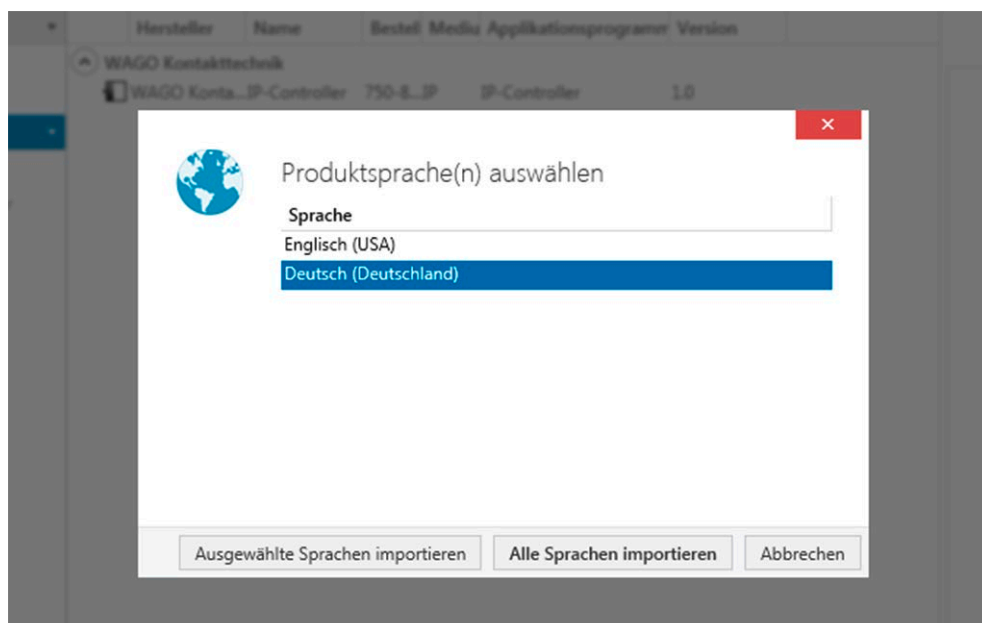 Hersteller Name Bestell Mediu Applikationsprogramm Version
WAGO Kontakttechnik
WAGO Konta... IP-Controller 750-8... IP IP-Controller 1.0
Produktsprache(n) auswählen
Sprache
Englisch (USA)
Deutsch (Deutschland)
Ausgewählte Sprachen importieren Alle Sprachen importieren Abbrechen